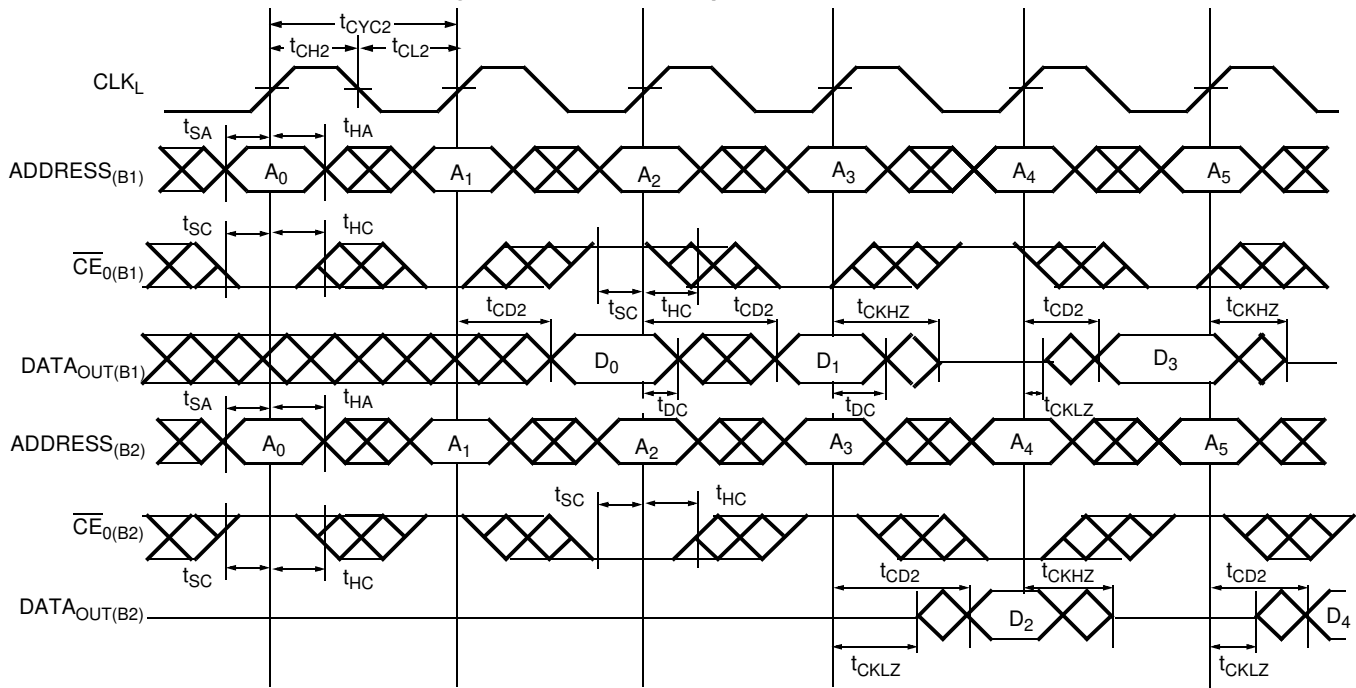 tCYC2
tCH2 tCL2
CLKL
tSA tHA
ADDRESS(B1) A0 A1 A2 A3 A4 A5
tSC tHC
CE0(B1)
tSC tHC
tCD2 tCD2 tCKHZ tCD2 tCKHZ
DATAOUT(B1) D0 D1 D3
tDC tDC tCKLZ
tSA tHA
ADDRESS(B2) A0 A1 A2 A3 A4 A5
tSC tHC
CE0(B2)
tSC tHC
tCD2 tCKHZ tCD2
DATAOUT(B2) D2 D4
tCKLZ tCKLZ